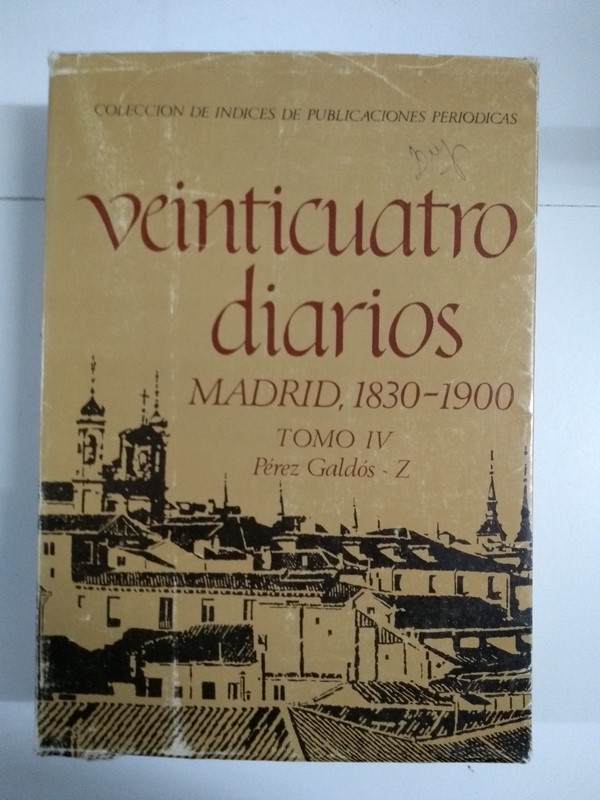 COLECCION DE INDICES DE PUBLICACIONES PERIODICAS
veinticuatro
diarios
MADRID, 1830-1900
TOMO IV
Pérez Galdós - Z